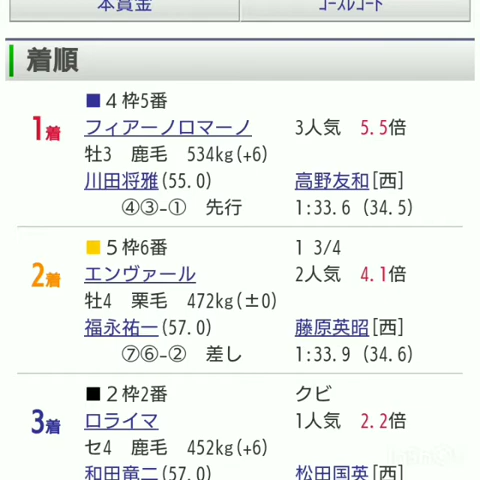 本賞金 ｺｰｽﾚｺｰﾄﾞ
着順
4枠5番
1着 フィアーノロマーノ 3人気 5.5倍
牡3 鹿毛 534kg(+6)
川田将雅(55.0) 高野友和[西]
④③-① 先行 1:33.6 (34.5)
5枠6番 1 3/4
2着 エンヴァール 2人気 4.1倍
牡4 栗毛 472kg(±0)
福永祐一(57.0) 藤原英昭[西]
⑦⑥-② 差し 1:33.9 (34.6)
2枠2番 クビ
3着 ロライマ 1人気 2.2倍
セ4 鹿毛 452kg(+6)
和田竜二(57.0) 松田国英[西]